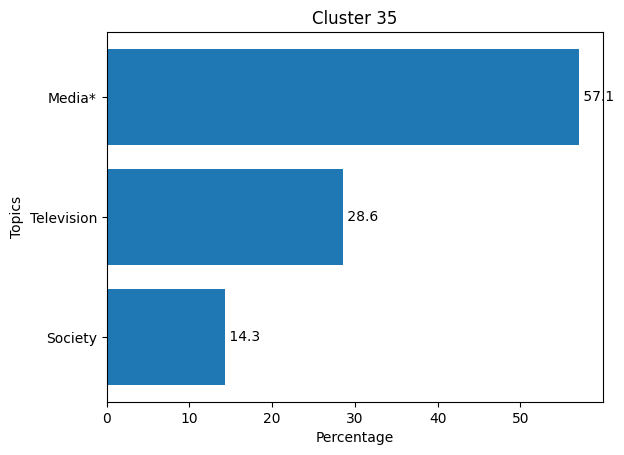 Cluster 35
Topics
Media*
57.1
Television
28.6
Society
14.3
0 10 20 30 40 50
Percentage